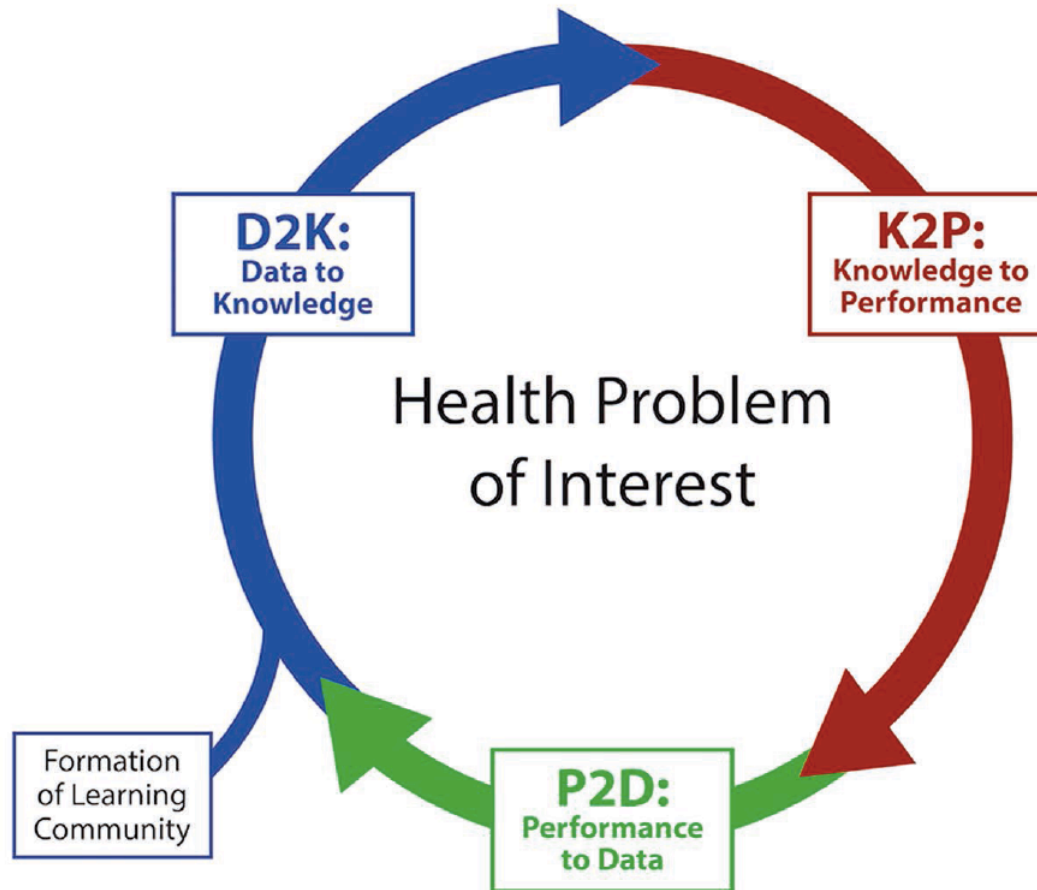 D2K:
Data to
Knowledge
K2P:
Knowledge to
Performance
Health Problem
of Interest
Formation
of Learning
Community
P2D:
Performance
to Data